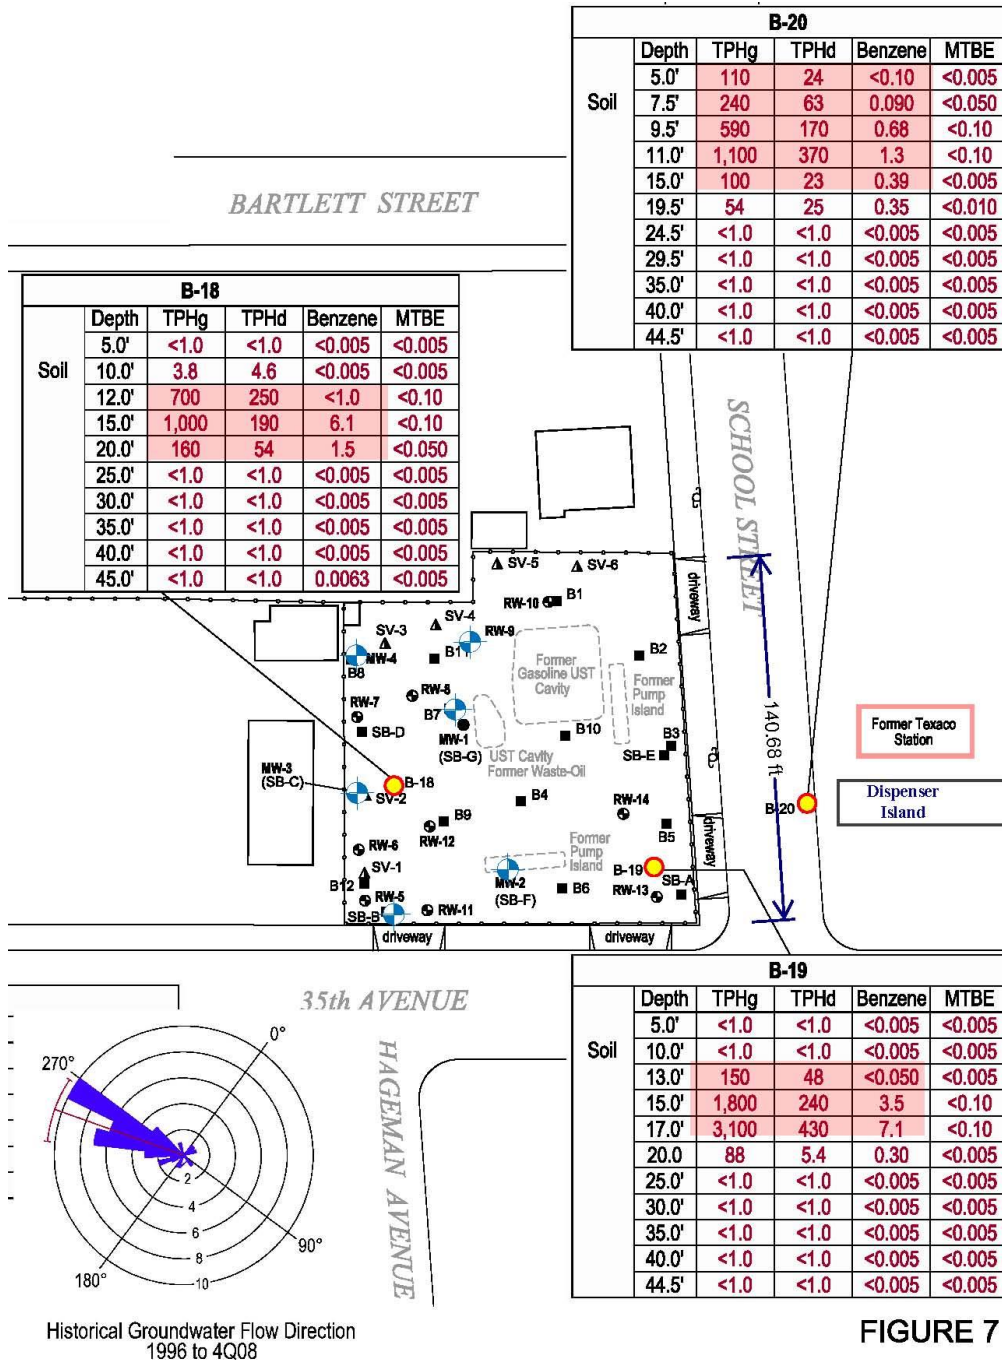 B-20
Depth TPHg TPHd Benzene MTBE
Soil
5.0' 110 24 <0.10 <0.005
7.5' 240 63 0.090 <0.050
9.5' 590 170 0.68 <0.10
11.0' 1,100 370 1.3 <0.10
15.0' 100 23 0.39 <0.005
19.5' 54 25 0.35 <0.010
24.5' <1.0 <1.0 <0.005 <0.005
29.5' <1.0 <1.0 <0.005 <0.005
35.0' <1.0 <1.0 <0.005 <0.005
40.0' <1.0 <1.0 <0.005 <0.005
44.5' <1.0 <1.0 <0.005 <0.005
BARTLETT STREET
B-18
Depth TPHg TPHd Benzene MTBE
Soil
5.0' <1.0 <1.0 <0.005 <0.005
10.0' 3.8 4.6 <0.005 <0.005
12.0' 700 250 <1.0 <0.10
15.0' 1,000 190 6.1 <0.10
20.0' 160 54 1.5 <0.050
25.0' <1.0 <1.0 <0.005 <0.005
30.0' <1.0 <1.0 <0.005 <0.005
35.0' <1.0 <1.0 <0.005 <0.005
40.0' <1.0 <1.0 <0.005 <0.005
45.0' <1.0 <1.0 0.0063 <0.005
SCHOOL STREET
SV-5
SV-6
driveway
RW-10
B1
SV-4
SV-3
RW-9
B2
MW-4
B11
B8
Former
Gasoline UST
Cavity
Former
Pump
Island
RW-8
RW-7
B7
MW-1
(SB-G)
SB-D
B10
B3
SB-E
UST Cavity
Former Waste-Oil
140.68 ft
Former Texaco
Station
MW-3
(SB-C)
B-18
SV-2
B4
RW-14
B-20
Dispenser
Island
B9
RW-12
B5
driveway
RW-6
Former
Pump
Island
SV-1
B-19
B12
MW-2
(SB-F)
B6
SB-A
RW-13
RW-5
SB-B
RW-11
driveway
driveway
35th AVENUE
HAGEMAN AVENUE
B-19
Depth TPHg TPHd Benzene MTBE
Soil
5.0' <1.0 <1.0 <0.005 <0.005
10.0' <1.0 <1.0 <0.005 <0.005
13.0' 150 48 <0.050 <0.005
15.0' 1,800 240 3.5 <0.10
17.0' 3,100 430 7.1 <0.10
20.0 88 5.4 0.30 <0.005
25.0' <1.0 <1.0 <0.005 <0.005
30.0' <1.0 <1.0 <0.005 <0.005
35.0' <1.0 <1.0 <0.005 <0.005
40.0' <1.0 <1.0 <0.005 <0.005
44.5' <1.0 <1.0 <0.005 <0.005
0°
270°
2
4
6
8
10
90°
180°
Historical Groundwater Flow Direction
1996 to 4Q08
FIGURE 7